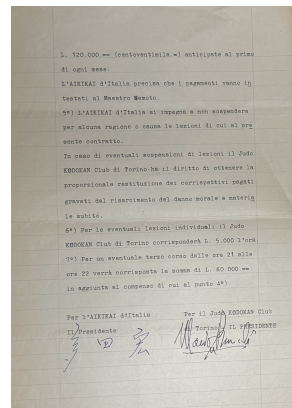 L. 120.000 == (centoventimila =) anticipate al primo
di ogni mese.
L'AIKIKAI d'Italia precisa che i pagamenti vanno in
testati al Maestro Nemoto.
5°) L'AIKIKAI d'Italia si impegna a non sospendere
per alcuna ragione o causa le lezioni di cui al pre
sente contratto.
In caso di eventuali sospensioni di lezioni il Judo
KODOKAN Club di Torino ha il diritto di ottenere la
proporzionale restituzione dei corrispettivi pagati
gravati dal risarcimento del danno morale e materia
le subito.
6°) Per le eventuali lezioni individuali il Judo
KODOKAN Club di Torino corrisponderà L. 5.000 l'ora
7°) Per un eventuale terzo corso dalle ore 21 alle
ore 22 verrà corrisposta la somma di L. 60.000 ==
in aggiunta al compenso di cui al punto 4°)
Per l'AIKIKAI d'Italia Per il Judo KODOKAN Club
Il Presidente Torino IL PRESIDENTE
多田 宏